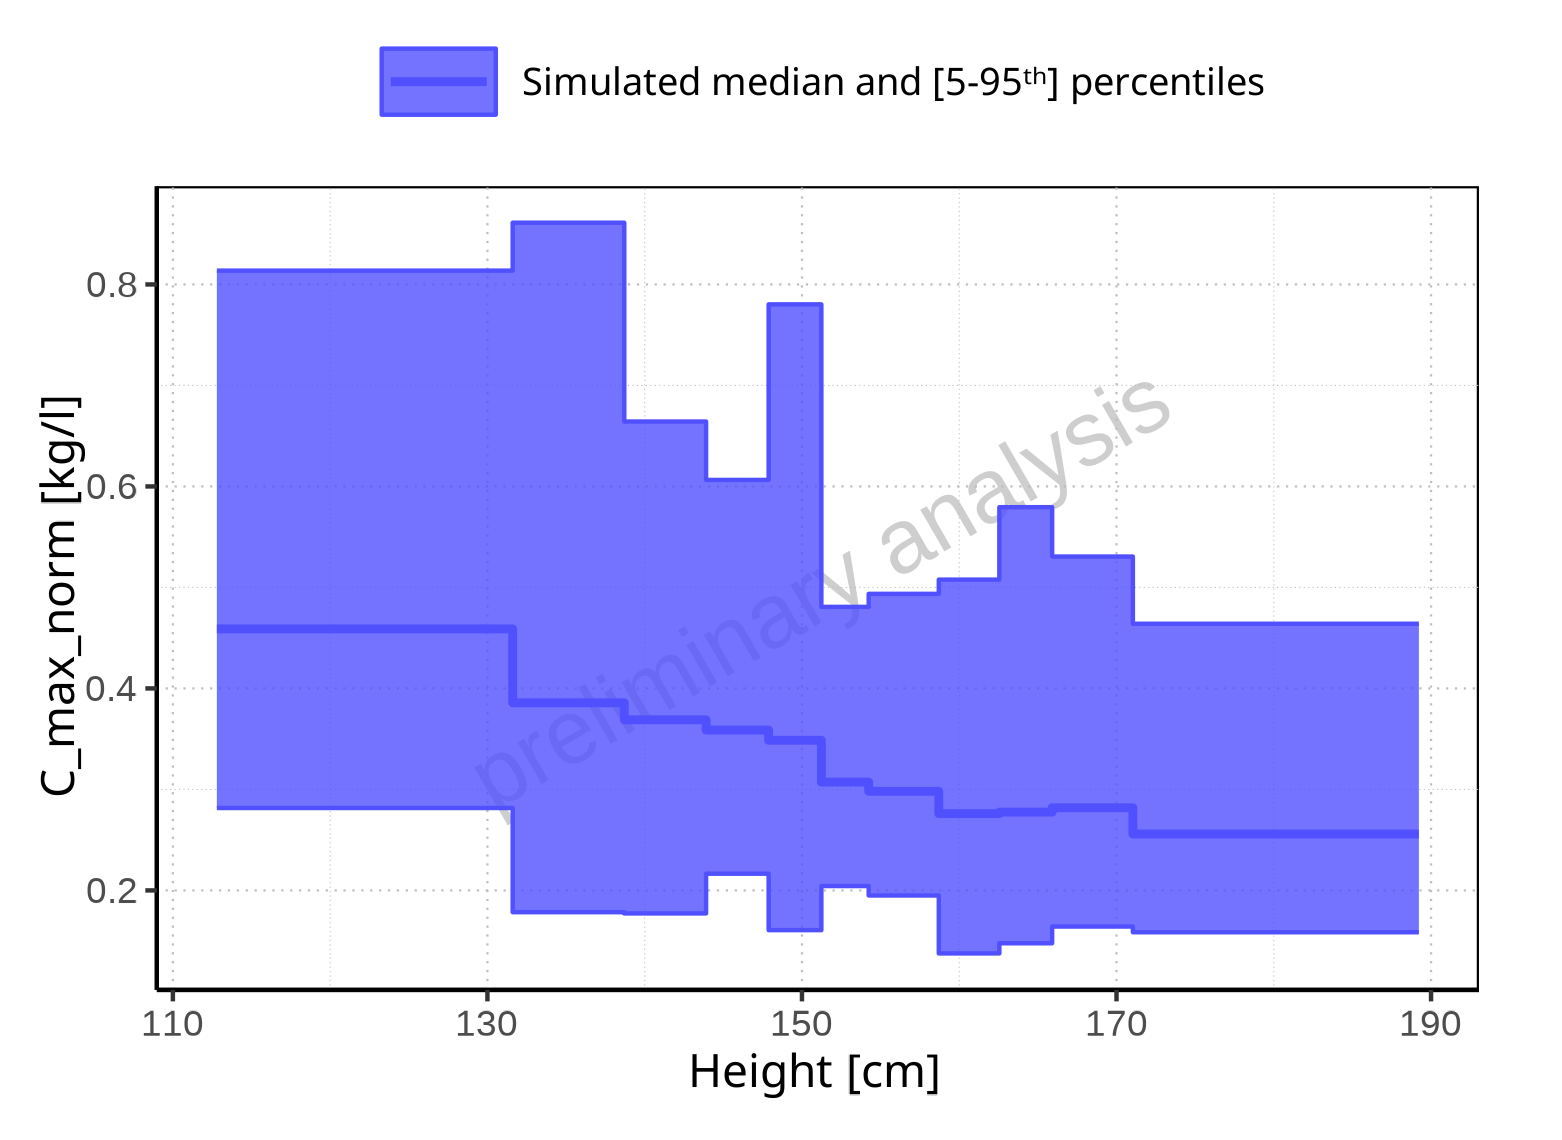 Simulated median and [5-95ᵗʰ] percentiles
C_max_norm [kg/l]
0.8
0.6
0.4
0.2
preliminary analysis
110 130 150 170 190
Height [cm]